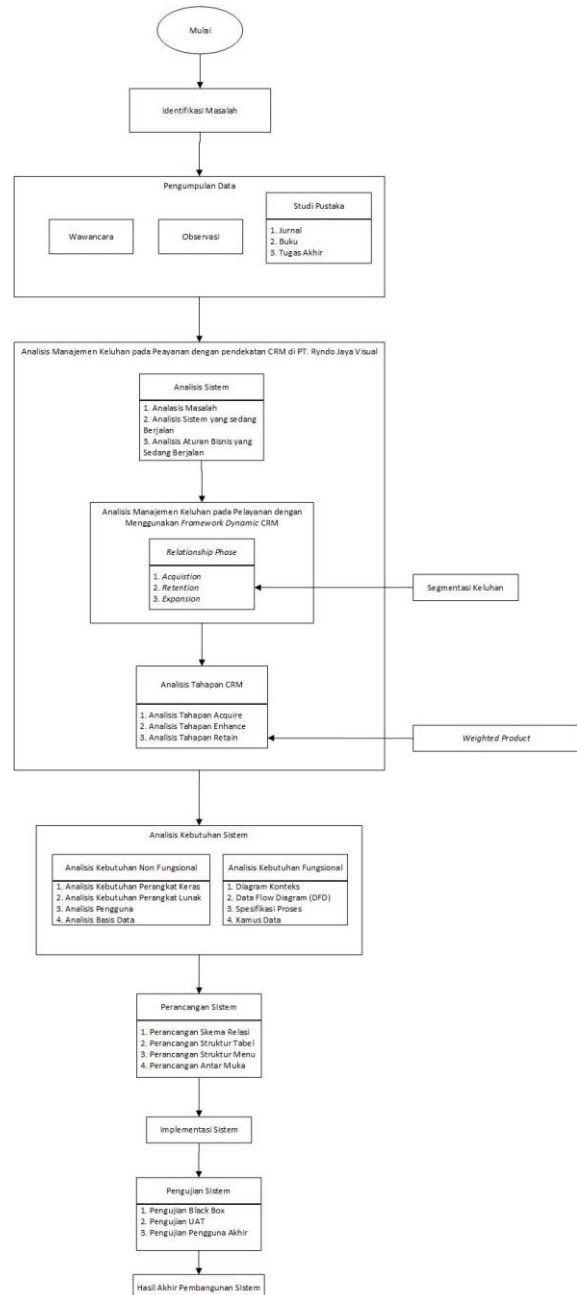 Mulai
Identifikasi Masalah
Pengumpulan Data
Wawancara
Observasi
Studi Pustaka
1. Jurnal
2. Buku
3. Tugas Akhir
Analisis Manajemen Keluhan pada Peayanan dengan pendekatan CRM di PT. Ryndo Jaya Visual
Analisis Sistem
1. Analasis Masalah
2. Analisis Sistem yang sedang
Berjalan
3. Analisis Aturan Bisnis yang
Sedang Berjalan
Analisis Manajemen Keluhan pada Pelayanan dengan
Menggunakan Framework Dynamic CRM
Relationship Phase
1. Acquistion
2. Retention
3. Expansion
Segmentasi Keluhan
Analisis Tahapan CRM
1. Analisis Tahapan Acquire
2. Analisis Tahapan Enhance
3. Analisis Tahapan Retain
Weighted Product
Analisis Kebutuhan Sistem
Analisis Kebutuhan Non Fungsional
1. Analisis Kebutuhan Perangkat Keras
2. Analisis Kebutuhan Perangkat Lunak
3. Analisis Pengguna
4. Analisis Basis Data
Analisis Kebutuhan Fungsional
1. Diagram Konteks
2. Data Flow Diagram (DFD)
3. Spesifikasi Proses
4. Kamus Data
Perancangan Sistem
1. Perancangan Skema Relasi
2. Perancangan Struktur Tabel
3. Perancangan Struktur Menu
4. Perancangan Antar Muka
Implementasi Sistem
Pengujian Sistem
1. Pengujian Black Box
2. Pengujian UAT
3. Pengujian Pengguna Akhir
Hasil Akhir Pembangunan Sistem